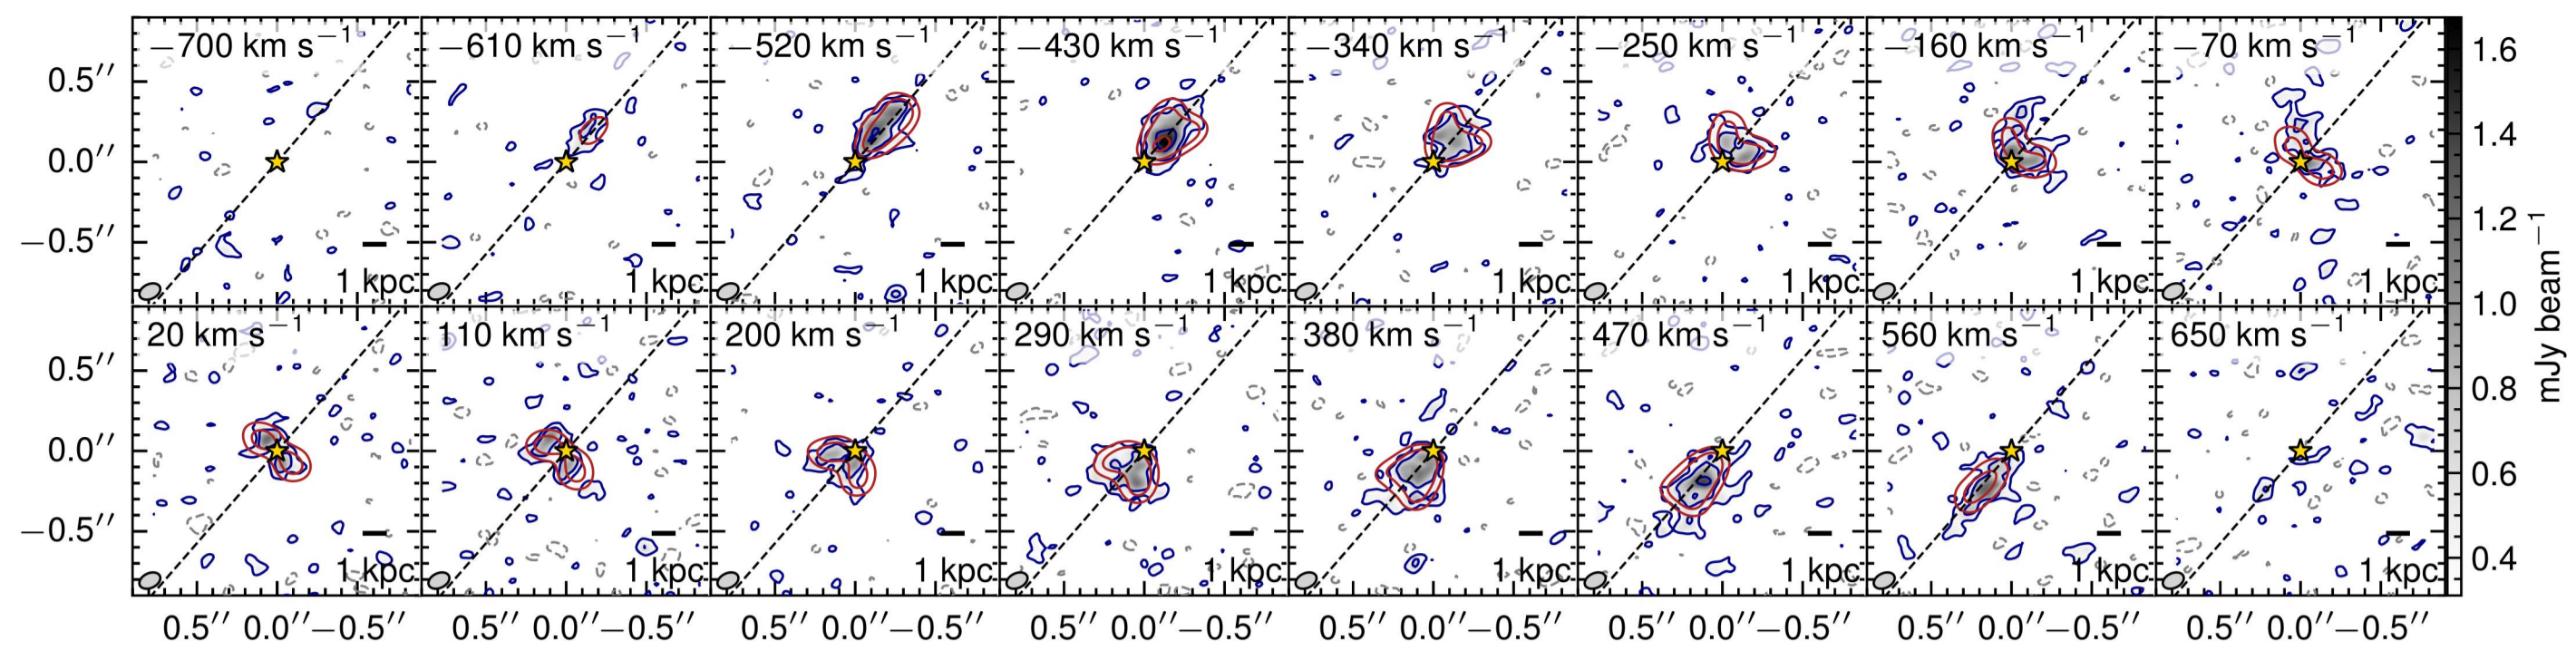 −700 km s⁻¹ −610 km s⁻¹ −520 km s⁻¹ −430 km s⁻¹ −340 km s⁻¹ −250 km s⁻¹ −160 km s⁻¹ −70 km s⁻¹
0.5″
0.0″
−0.5″
1 kpc 1 kpc 1 kpc 1 kpc 1 kpc 1 kpc 1 kpc 1 kpc
20 km s⁻¹ 110 km s⁻¹ 200 km s⁻¹ 290 km s⁻¹ 380 km s⁻¹ 470 km s⁻¹ 560 km s⁻¹ 650 km s⁻¹
0.5″
0.0″
−0.5″
1 kpc 1 kpc 1 kpc 1 kpc 1 kpc 1 kpc 1 kpc 1 kpc
0.5″ 0.0″ −0.5″ 0.5″ 0.0″ −0.5″ 0.5″ 0.0″ −0.5″ 0.5″ 0.0″ −0.5″ 0.5″ 0.0″ −0.5″ 0.5″ 0.0″ −0.5″ 0.5″ 0.0″ −0.5″ 0.5″ 0.0″ −0.5″
1.6
1.4
1.2
1.0
0.8
0.6
0.4
mJy beam⁻¹